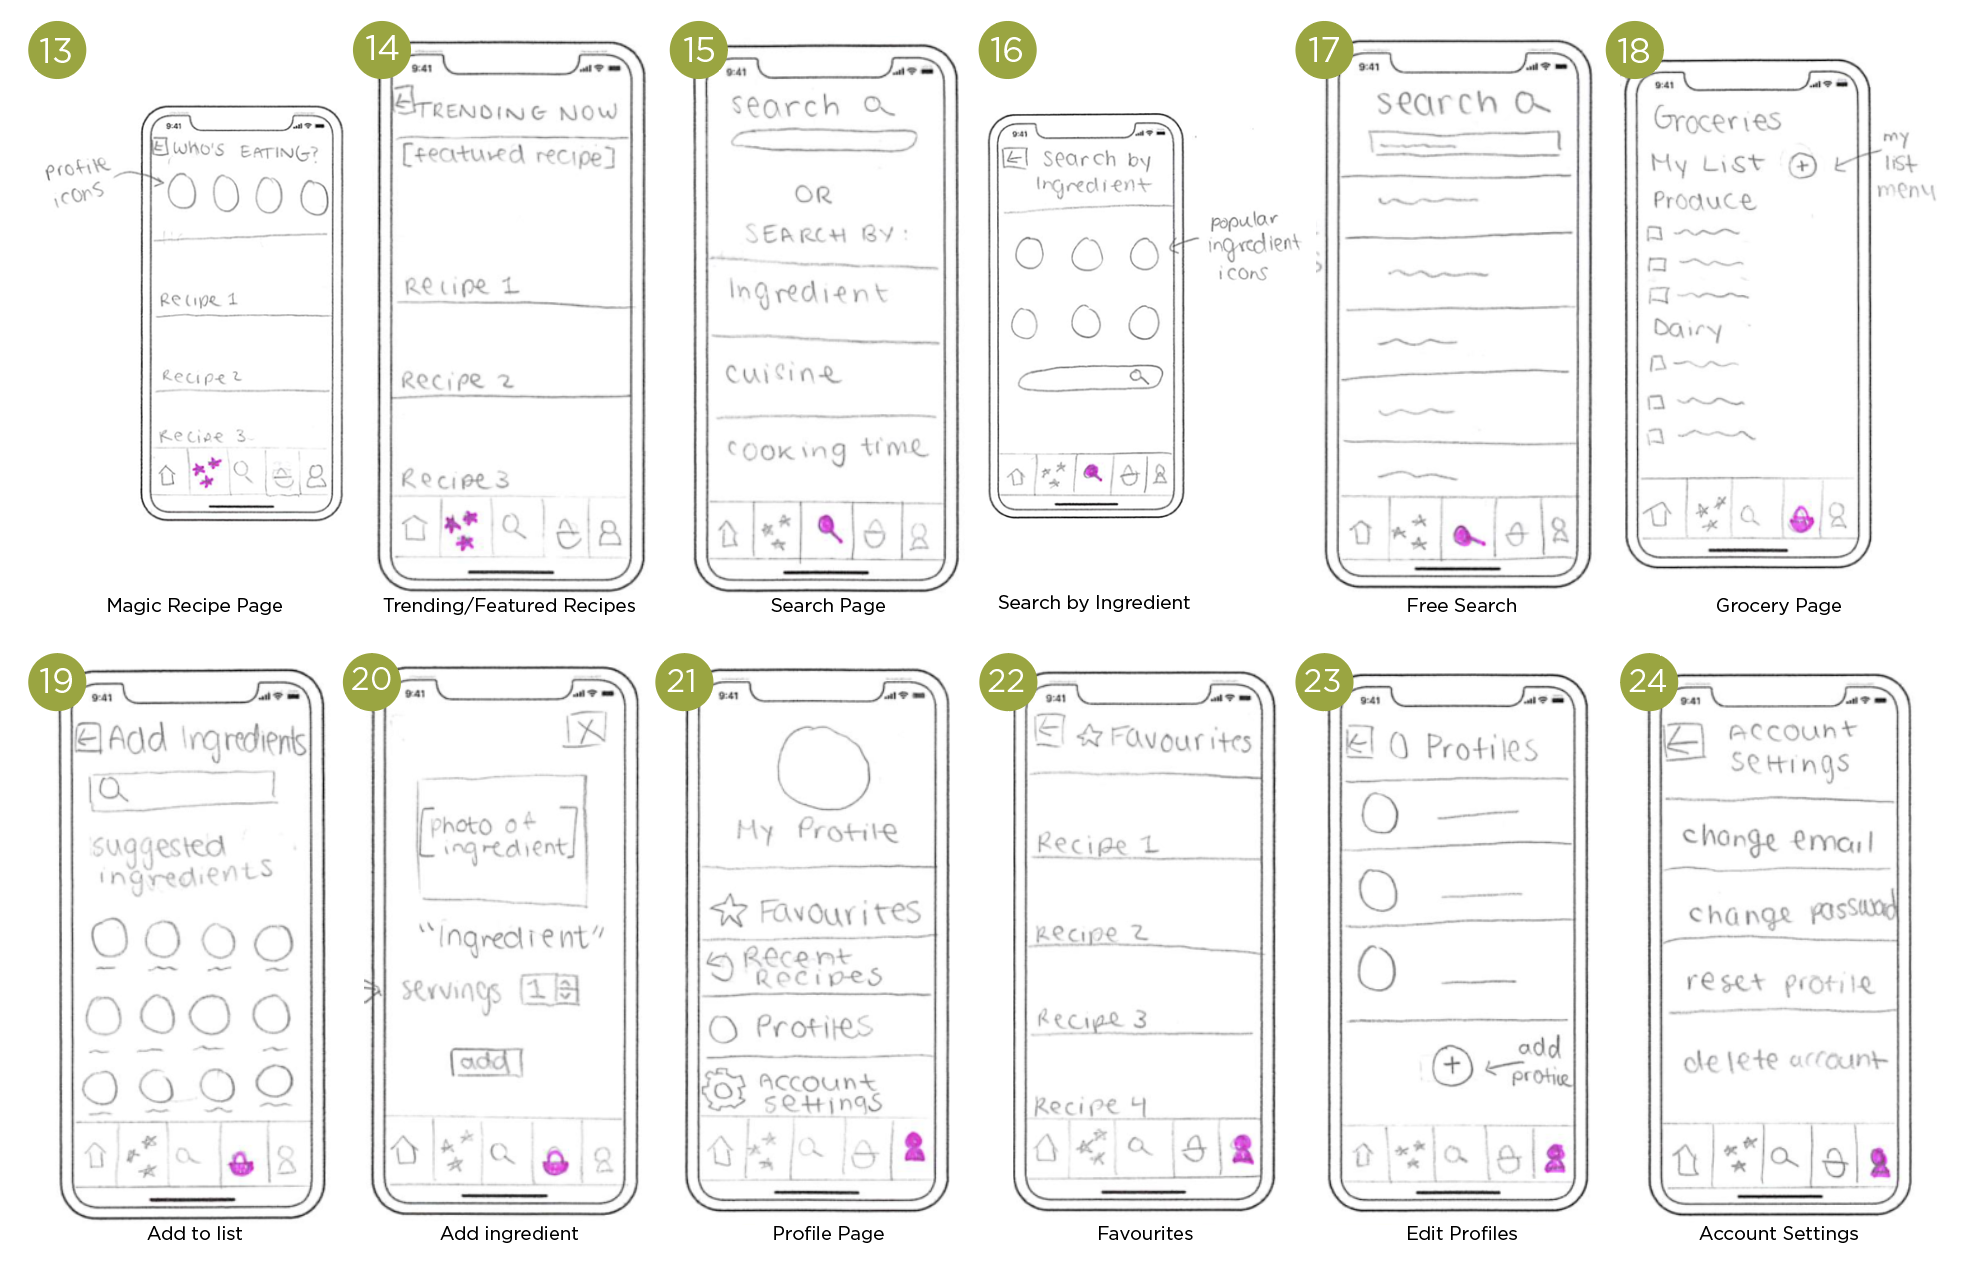 13
9:41
WHO'S EATING?
profile
icons
Recipe 1
Recipe 2
Recipe 3
Magic Recipe Page
14
9:41
TRENDING NOW
[featured recipe]
Recipe 1
Recipe 2
Recipe 3
Trending/Featured Recipes
15
9:41
search
OR
SEARCH BY:
Ingredient
cuisine
cooking time
Search Page
16
9:41
Search by
Ingredient
popular
ingredient
icons
Search by Ingredient
17
9:41
search
Free Search
18
9:41
Groceries
My List +
my
list
menu
Produce
Dairy
Grocery Page
19
9:41
Add Ingredients
suggested
ingredients
Add to list
20
9:41
X
[photo of
ingredient]
"ingredient"
servings 1
add
Add ingredient
21
9:41
My Profile
Favourites
Recent
Recipes
Profiles
Account
settings
Profile Page
22
9:41
Favourites
Recipe 1
Recipe 2
Recipe 3
Recipe 4
Favourites
23
9:41
Profiles
+
add
profile
Edit Profiles
24
9:41
Account
settings
change email
change password
reset profile
delete account
Account Settings